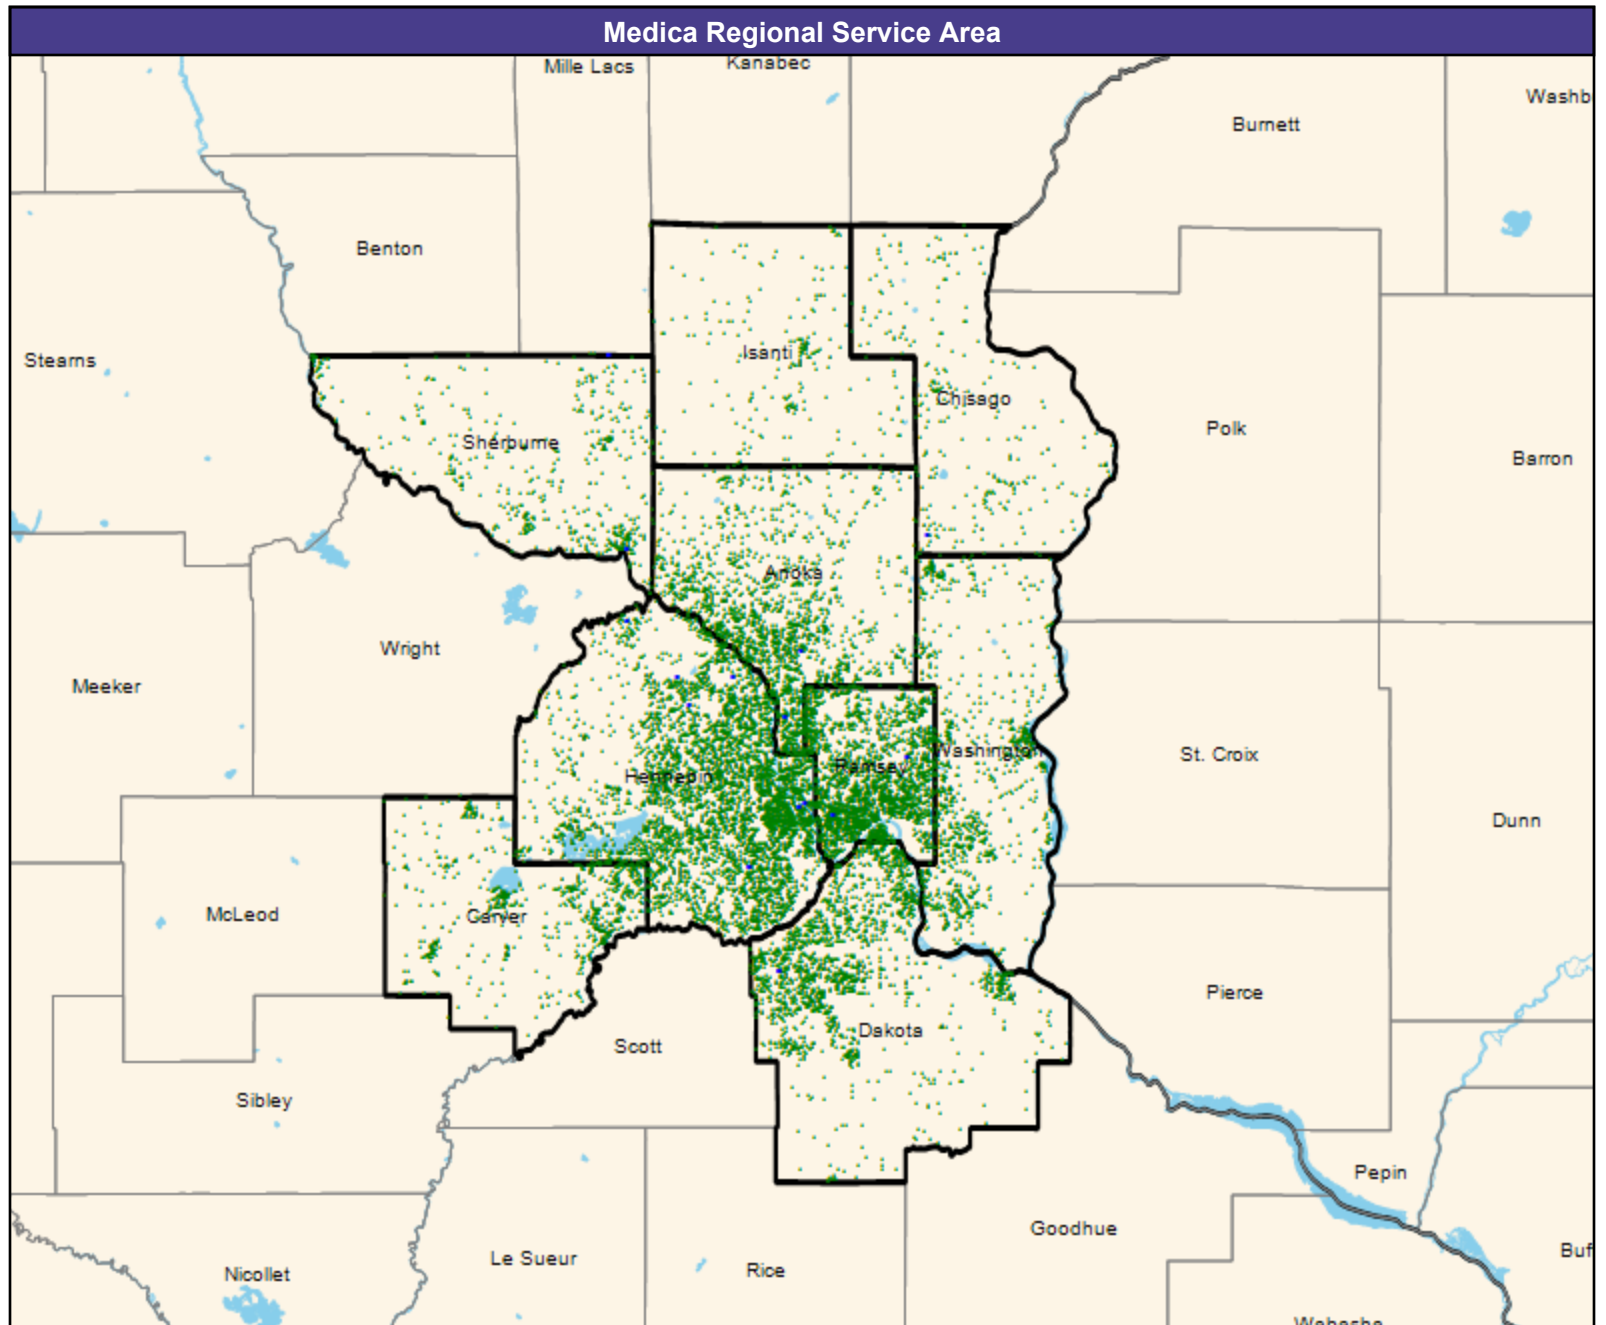 Medica Regional Service Area
Mille Lacs
Kanabec
Washb
Burnett
Benton
Isanti
Stearns
Chisago
Polk
Sherburne
Barron
Anoka
Wright
Meeker
Washington
St. Croix
Ramsey
Hennepin
Dunn
McLeod
Carver
Pierce
Dakota
Scott
Sibley
Pepin
Goodhue
Buf
Le Sueur
Rice
Nicollet